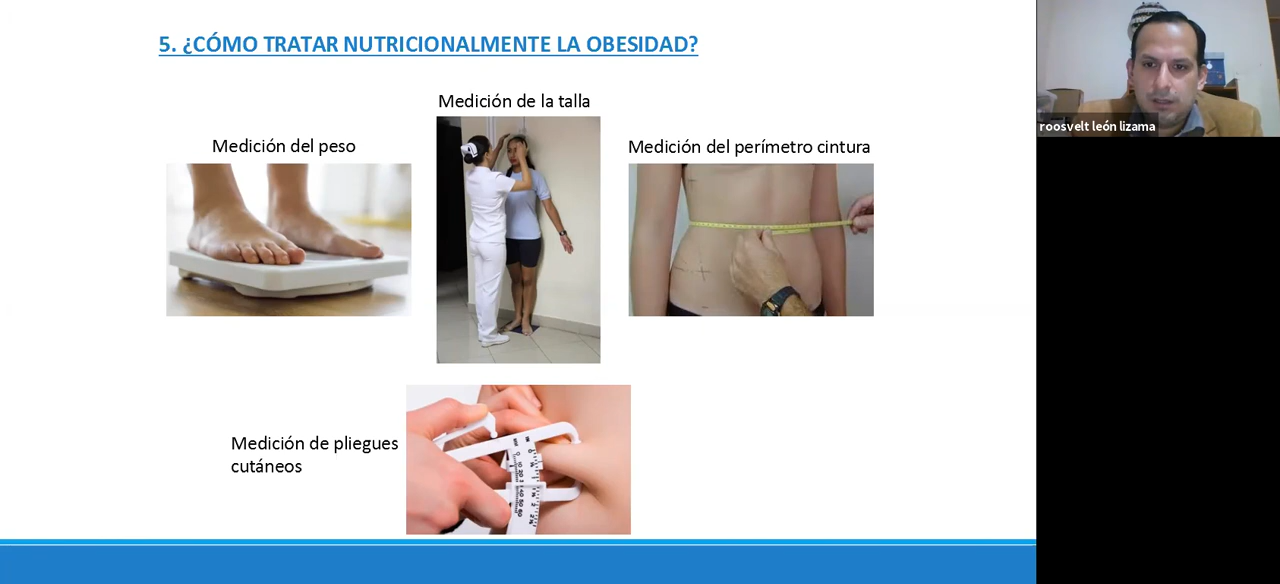 5. ¿CÓMO TRATAR NUTRICIONALMENTE LA OBESIDAD?
Medición de la talla
Medición del peso
Medición del perímetro cintura
Medición de pliegues
cutáneos
roosvelt león lizama